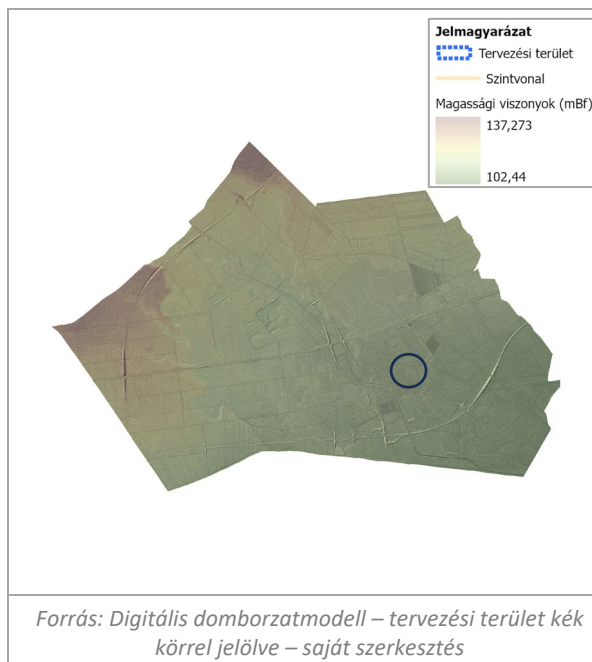 Jelmagyarázat
Tervezési terület
Szintvonal
Magassági viszonyok (mBf)
137,273
102,44
Forrás: Digitális domborzatmodell – tervezési terület kék
körrel jelölve – saját szerkesztés